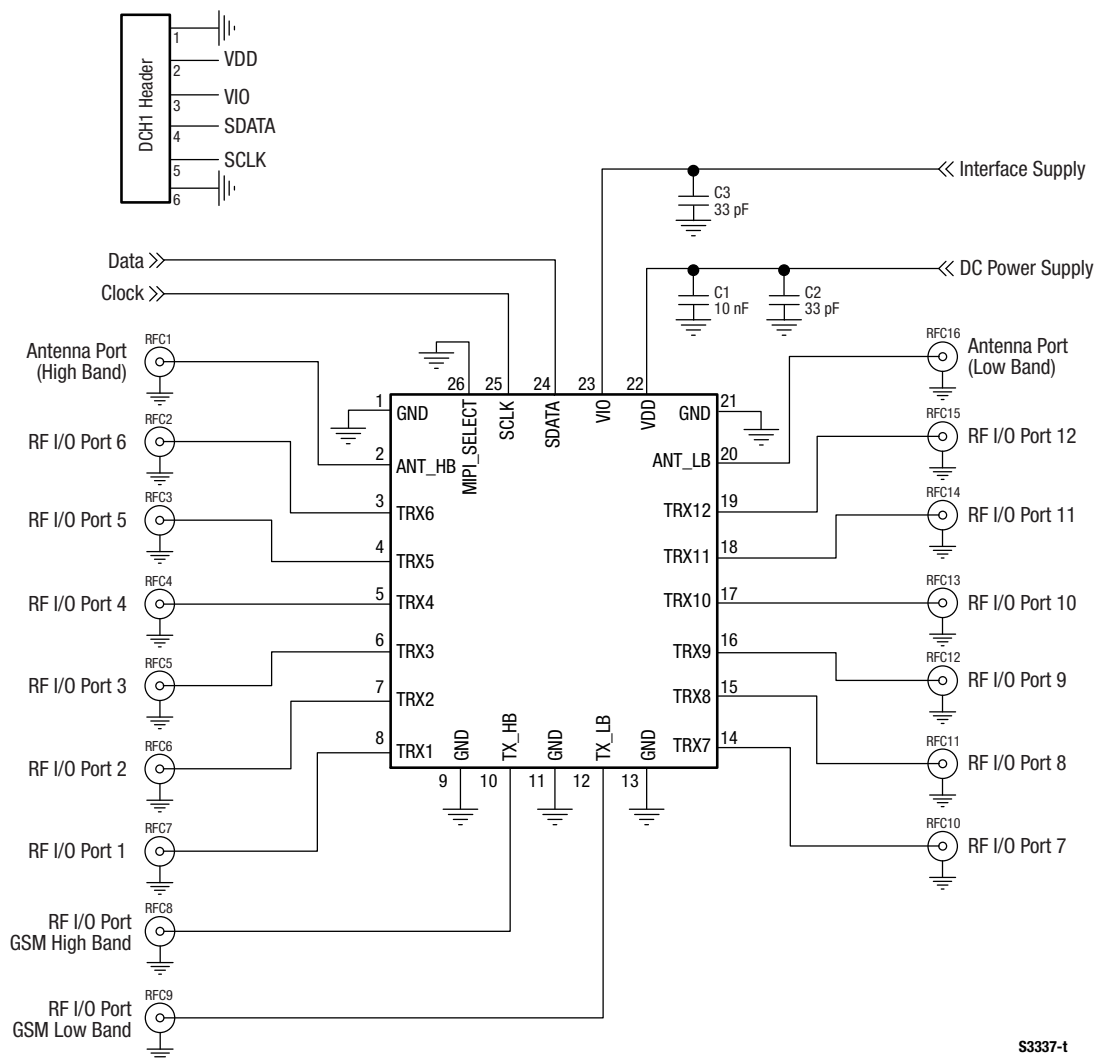 DCH1 Header
1
2
VDD
3
VIO
4
SDATA
5
SCLK
6
Interface Supply
C3
33 pF
Data
DC Power Supply
Clock
C1
10 nF
C2
33 pF
RFC1
Antenna Port
(High Band)
RFC16
Antenna Port
(Low Band)
26
25
24
23
22
MIPI_SELECT
SCLK
SDATA
VIO
VDD
1
GND
21
GND
RFC2
RF I/O Port 6
RFC15
RF I/O Port 12
2
ANT_HB
20
ANT_LB
3
TRX6
19
TRX12
RFC3
RF I/O Port 5
RFC14
RF I/O Port 11
4
TRX5
18
TRX11
RFC4
RF I/O Port 4
5
TRX4
17
TRX10
RFC13
RF I/O Port 10
6
TRX3
16
TRX9
RFC5
RF I/O Port 3
RFC12
RF I/O Port 9
7
TRX2
15
TRX8
RFC6
RF I/O Port 2
RFC11
RF I/O Port 8
8
TRX1
14
TRX7
GND
TX_HB
GND
TX_LB
GND
9
10
11
12
13
RFC7
RF I/O Port 1
RFC10
RF I/O Port 7
RFC8
RF I/O Port
GSM High Band
RFC9
RF I/O Port
GSM Low Band
S3337-t